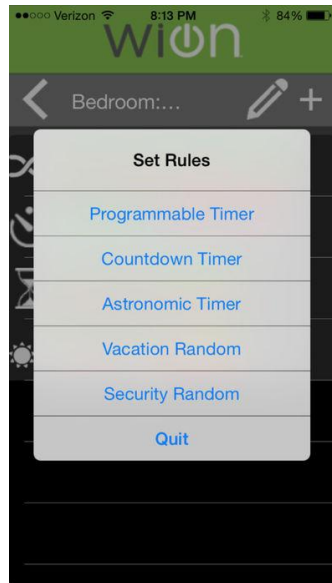 Verizon 8:13 PM 84%
Wion
Bedroom:...
Set Rules
Programmable Timer
Countdown Timer
Astronomic Timer
Vacation Random
Security Random
Quit